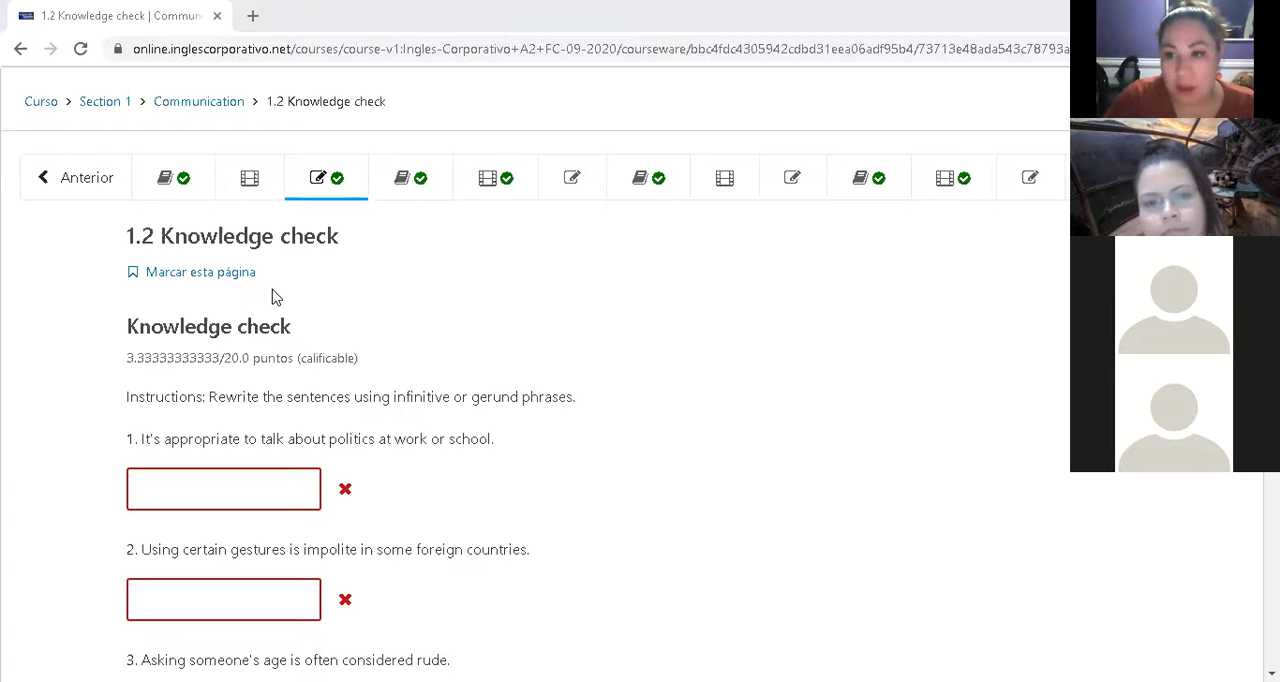 1.2 Knowledge check | Commun
online.inglescorporativo.net/courses/course-v1:Ingles-Corporativo+A2+FC-09-2020/courseware/bbc4fdc4305942cdbd31eea06adf95b4/73713e48ada543c78793a
Curso > Section 1 > Communication > 1.2 Knowledge check
Anterior
1.2 Knowledge check
Marcar esta página
Knowledge check
3.33333333333/20.0 puntos (calificable)
Instructions: Rewrite the sentences using infinitive or gerund phrases.
1. It's appropriate to talk about politics at work or school.
2. Using certain gestures is impolite in some foreign countries.
3. Asking someone's age is often considered rude.